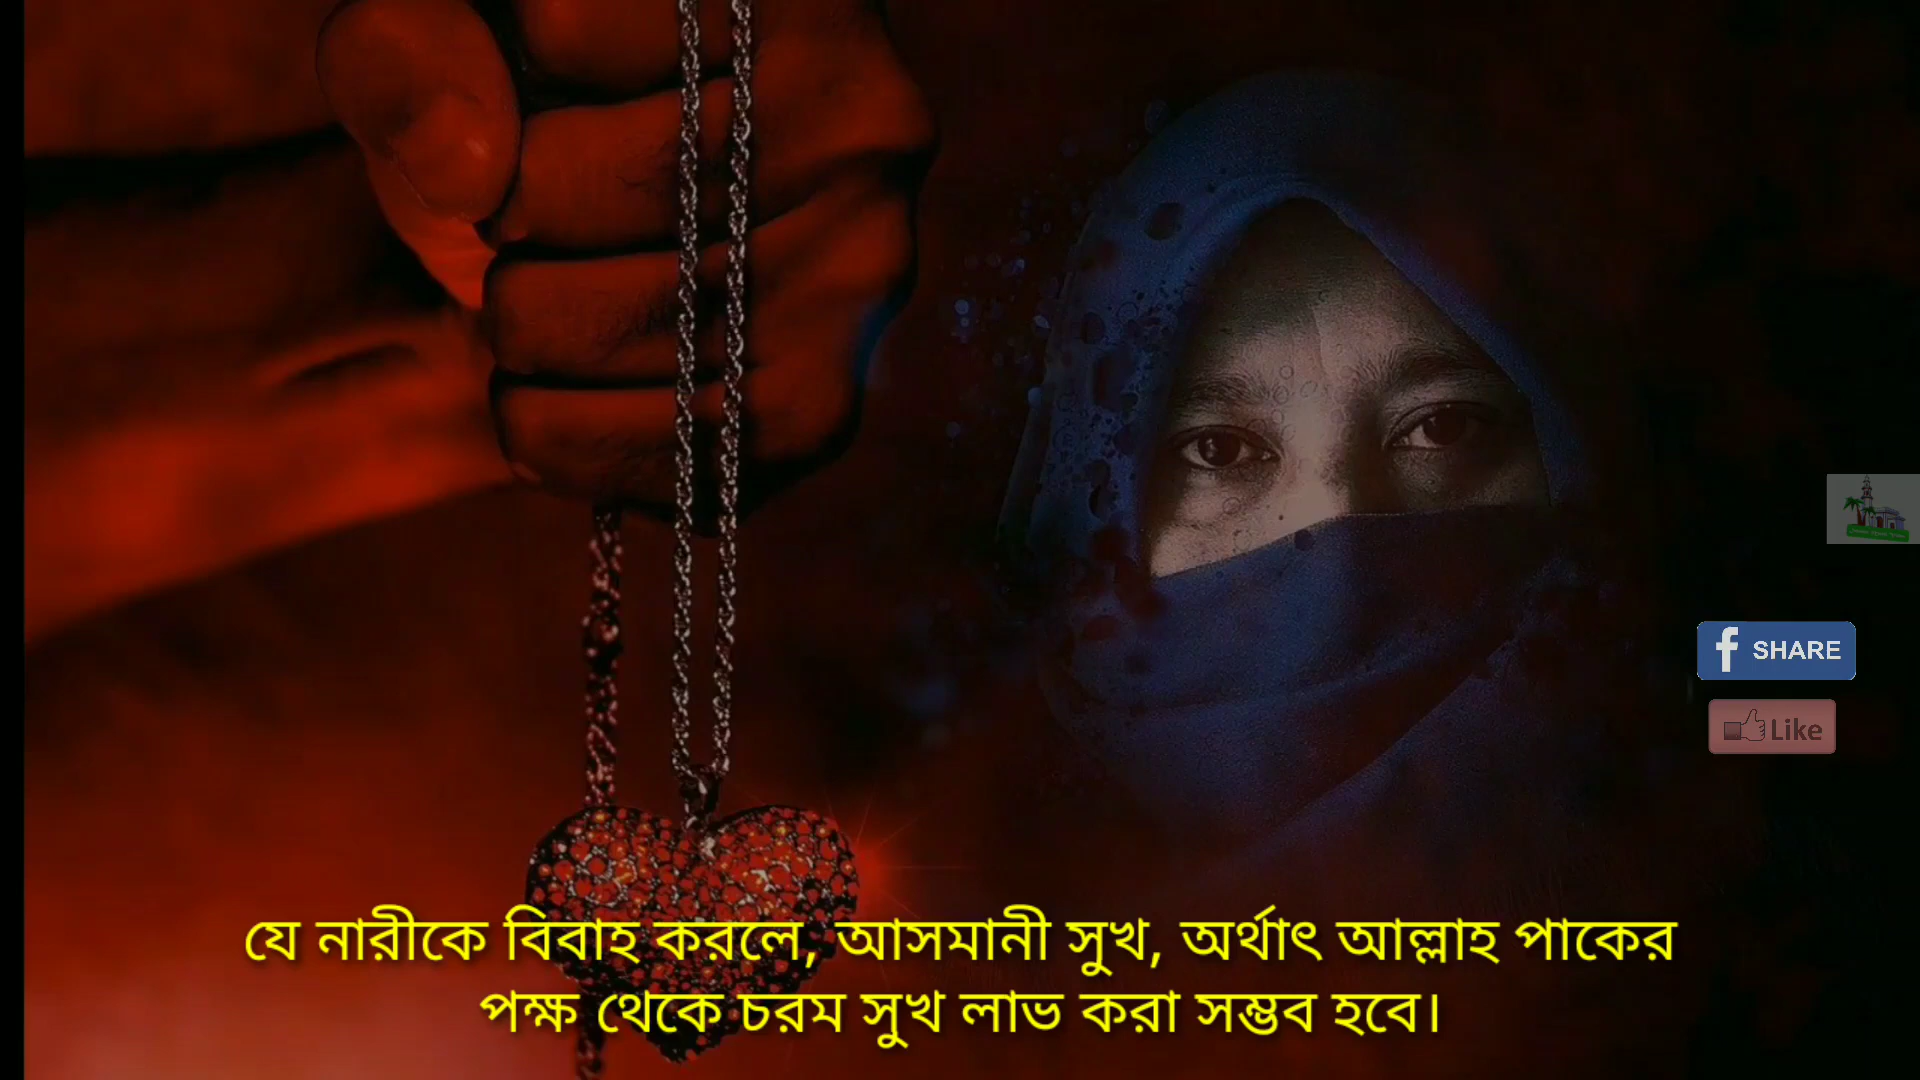 SHARE
Like
যে নারীকে বিবাহ করলে, আসমানী সুখ, অর্থাৎ আল্লাহ পাকের
পক্ষ থেকে চরম সুখ লাভ করা সম্ভব হবে।